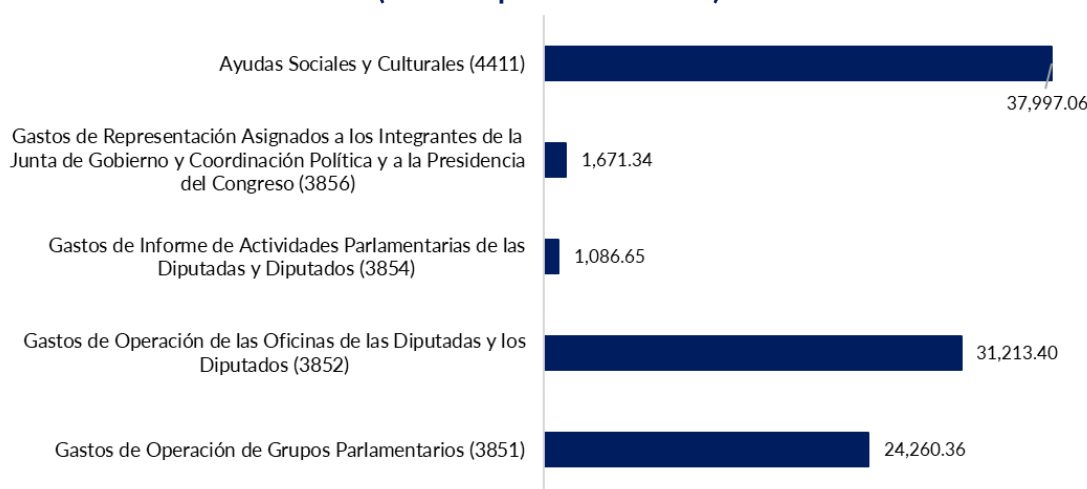 Ayudas Sociales y Culturales (4411)
37,997.06
Gastos de Representación Asignados a los Integrantes de la
Junta de Gobierno y Coordinación Política y a la Presidencia
del Congreso (3856)
1,671.34
Gastos de Informe de Actividades Parlamentarias de las
Diputadas y Diputados (3854)
1,086.65
Gastos de Operación de las Oficinas de las Diputadas y los
Diputados (3852)
31,213.40
Gastos de Operación de Grupos Parlamentarios (3851)
24,260.36